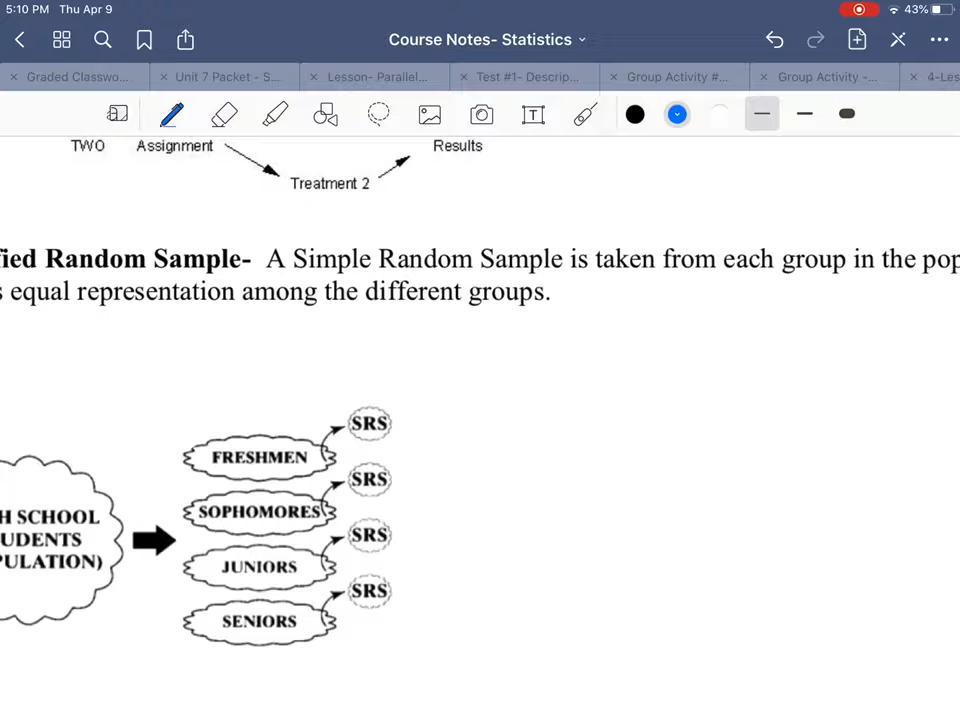 5:10 PM Thu Apr 9
43%
Course Notes- Statistics
Graded Classwo...
Unit 7 Packet - S...
Lesson- Parallel...
Test #1- Descrip...
Group Activity #...
Group Activity -...
4-Les
TWO Assignment Results
Treatment 2
fied Random Sample- A Simple Random Sample is taken from each group in the pop
s equal representation among the different groups.
SRS
FRESHMEN
SRS
SOPHOMORES
SRS
JUNIORS
SRS
SENIORS
H SCHOOL
UDENTS
PULATION)